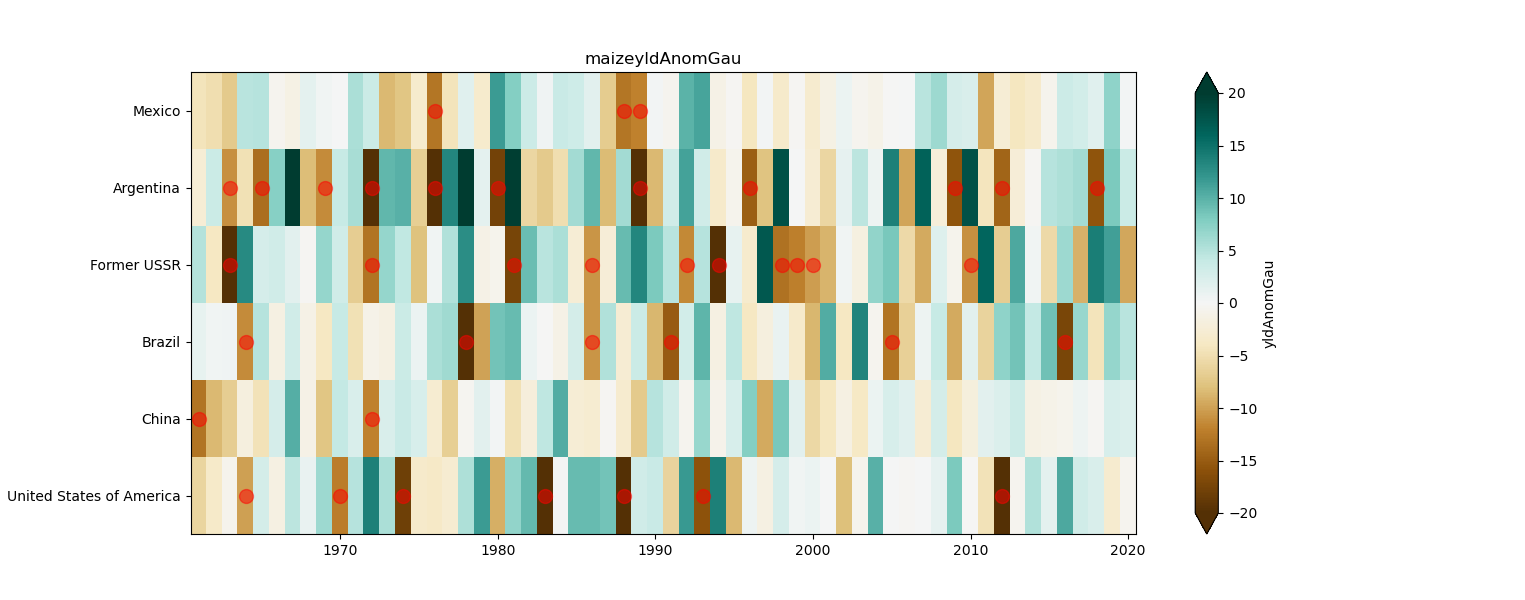 maizeyldAnomGau
Mexico
Argentina
Former USSR
Brazil
China
United States of America
1970 1980 1990 2000 2010 2020
20
15
10
5
0
−5
−10
−15
−20
yldAnomGau